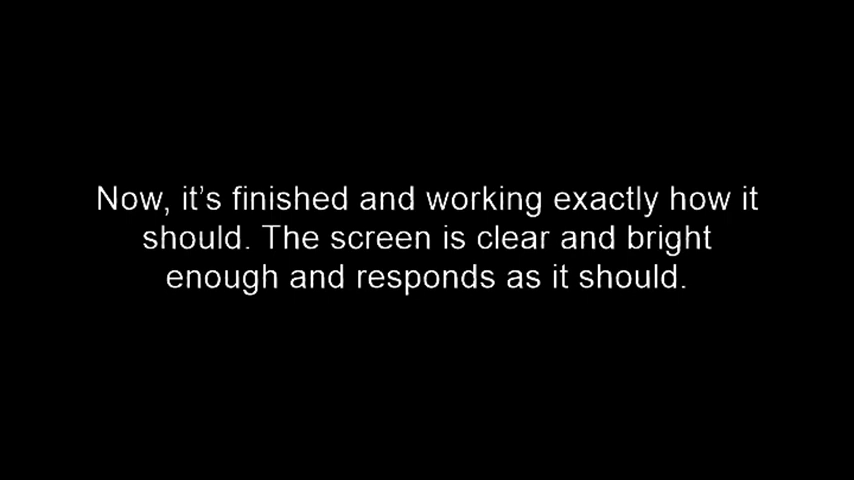 Now, it’s finished and working exactly how it
should. The screen is clear and bright
enough and responds as it should.